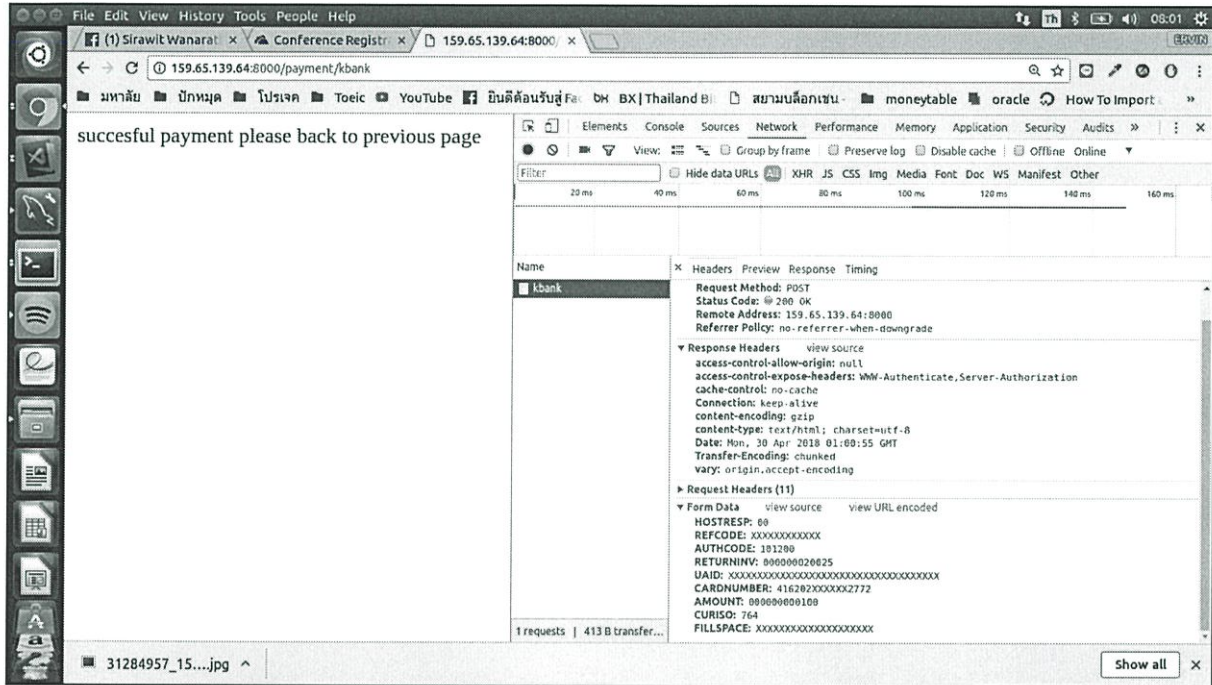 File Edit View History Tools People Help
Th
08:01
(1) Sirawit Wanarat
Conference Registr
159.65.139.64:8000/
ERVIN
159.65.139.64:8000/payment/kbank
มหาลัย
ปักหมุด
โปรเจค
Toeic
YouTube
ยินดีต้อนรับสู่ Fac
BX|Thailand Bi
สยามบล็อกเชน -
moneytable
oracle
How To Import
»
succesful payment please back to previous page
Elements Console Sources Network Performance Memory Application Security Audits »
View: Group by frame Preserve log Disable cache Offline Online
Filter
Hide data URLs All XHR JS CSS Img Media Font Doc WS Manifest Other
20 ms 40 ms 60 ms 80 ms 100 ms 120 ms 140 ms 160 ms
Name
kbank
× Headers Preview Response Timing
Request Method: POST
Status Code: 200 OK
Remote Address: 159.65.139.64:8000
Referrer Policy: no-referrer-when-downgrade
Response Headers view source
access-control-allow-origin: null
access-control-expose-headers: WWW-Authenticate,Server-Authorization
cache-control: no-cache
Connection: keep-alive
content-encoding: gzip
content-type: text/html; charset=utf-8
Date: Mon, 30 Apr 2018 01:00:55 GMT
Transfer-Encoding: chunked
vary: origin,accept-encoding
Request Headers (11)
Form Data view source view URL encoded
HOSTRESP: 00
REFCODE: XXXXXXXXXXXX
AUTHCODE: 101200
RETURNINV: 000000020025
UAID: XXXXXXXXXXXXXXXXXXXXXXXXXXXXXXXXXXXX
CARDNUMBER: 416202XXXXXX2772
AMOUNT: 000000000100
CURISO: 764
FILLSPACE: XXXXXXXXXXXXXXXXXXXX
1 requests | 413 B transfer...
31284957_15....jpg
Show all